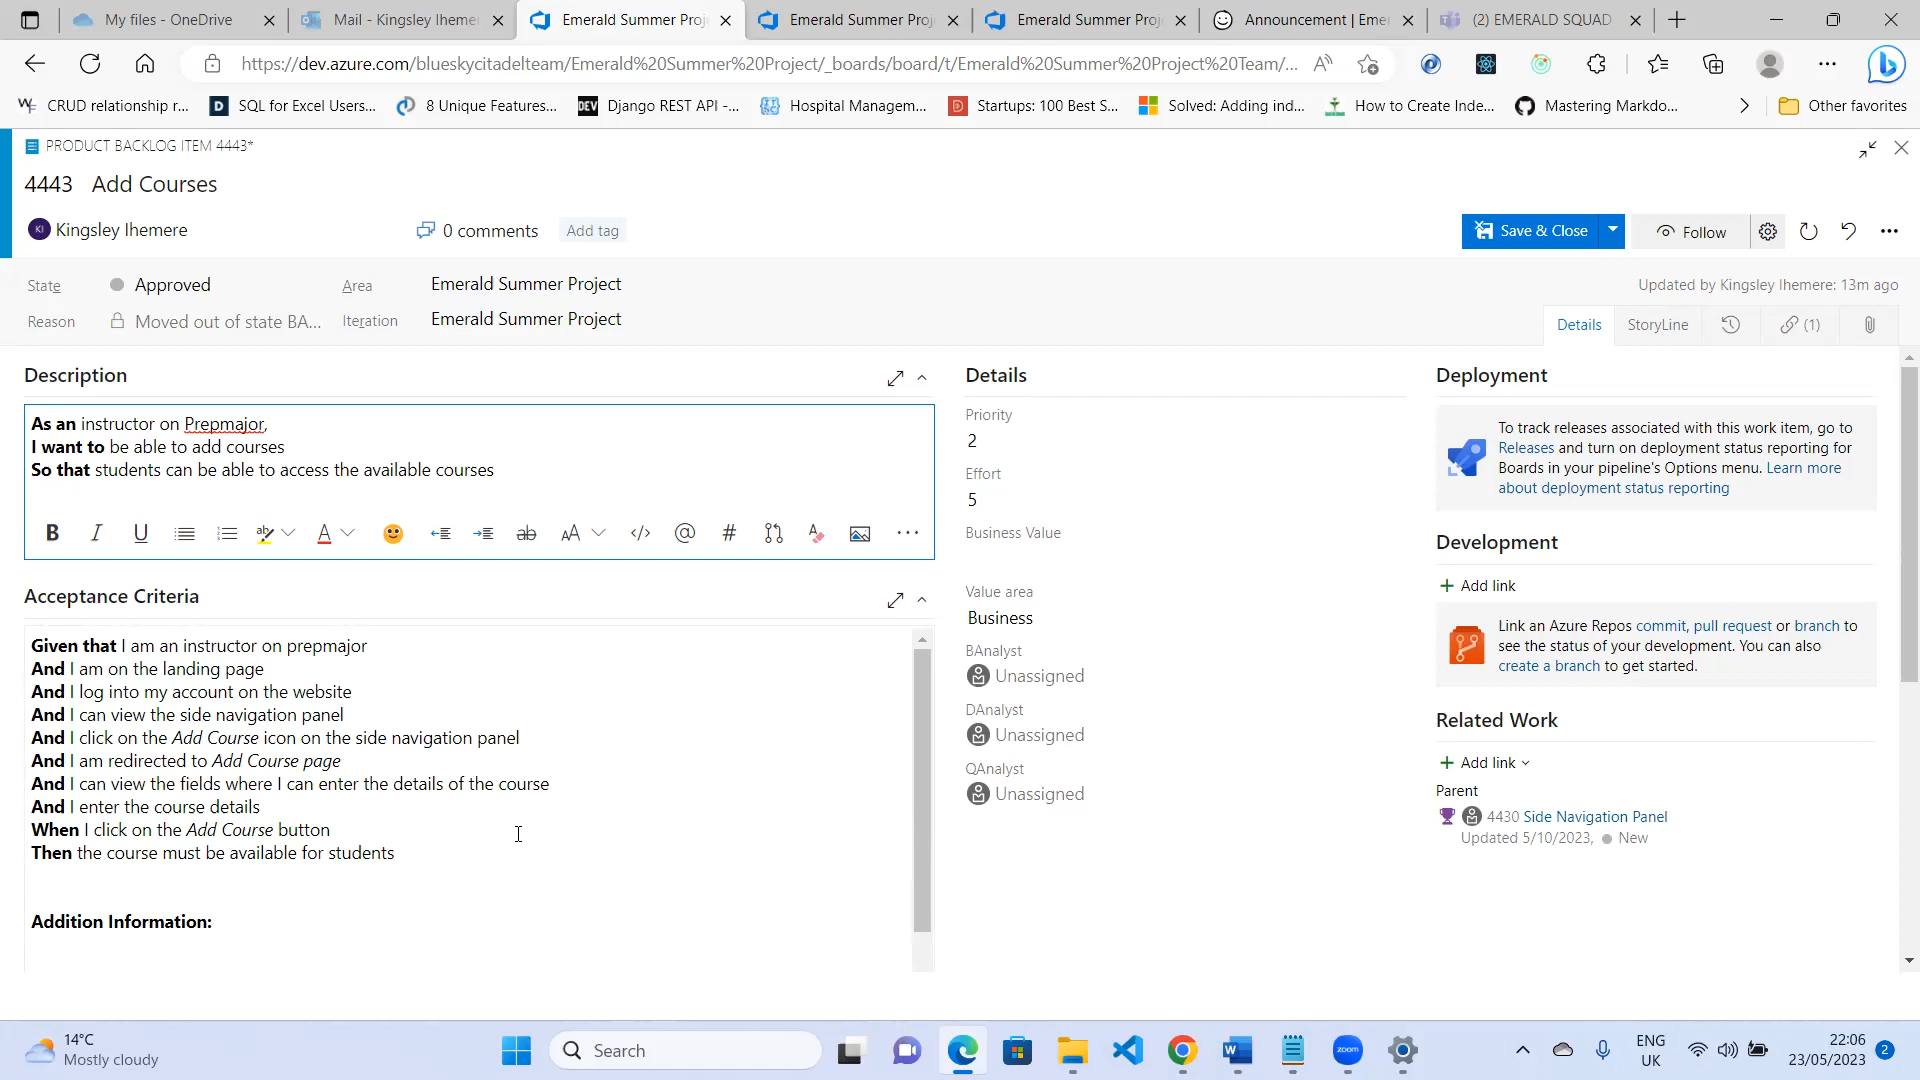 My files - OneDrive
Mail - Kingsley Iheme
Emerald Summer Proj
Emerald Summer Proj
Emerald Summer Proj
Announcement | Eme
(2) EMERALD SQUAD
https://dev.azure.com/blueskycitadelteam/Emerald%20Summer%20Project/_boards/board/t/Emerald%20Summer%20Project%20Team/...
CRUD relationship r...
SQL for Excel Users...
8 Unique Features...
Django REST API -...
Hospital Managem...
Startups: 100 Best S...
Solved: Adding ind...
How to Create Inde...
Mastering Markdo...
Other favorites
PRODUCT BACKLOG ITEM 4443*
4443 Add Courses
KI Kingsley Ihemere
0 comments
Add tag
Save & Close
Follow
State
Approved
Area
Emerald Summer Project
Updated by Kingsley Ihemere: 13m ago
Reason
Moved out of state BA...
Iteration
Emerald Summer Project
Details
StoryLine
(1)
Description
As an instructor on Prepmajor,
I want to be able to add courses
So that students can be able to access the available courses
Acceptance Criteria
Given that I am an instructor on prepmajor
And I am on the landing page
And I log into my account on the website
And I can view the side navigation panel
And I click on the Add Course icon on the side navigation panel
And I am redirected to Add Course page
And I can view the fields where I can enter the details of the course
And I enter the course details
When I click on the Add Course button
Then the course must be available for students
Addition Information:
Details
Priority
2
Effort
5
Business Value
Value area
Business
BAnalyst
Unassigned
DAnalyst
Unassigned
QAnalyst
Unassigned
Deployment
To track releases associated with this work item, go to
Releases and turn on deployment status reporting for
Boards in your pipeline's Options menu. Learn more
about deployment status reporting
Development
Add link
Link an Azure Repos commit, pull request or branch to
see the status of your development. You can also
create a branch to get started.
Related Work
Add link
Parent
4430 Side Navigation Panel
Updated 5/10/2023, New
14°C
Mostly cloudy
Search
zoom
ENG
UK
22:06
23/05/2023
2